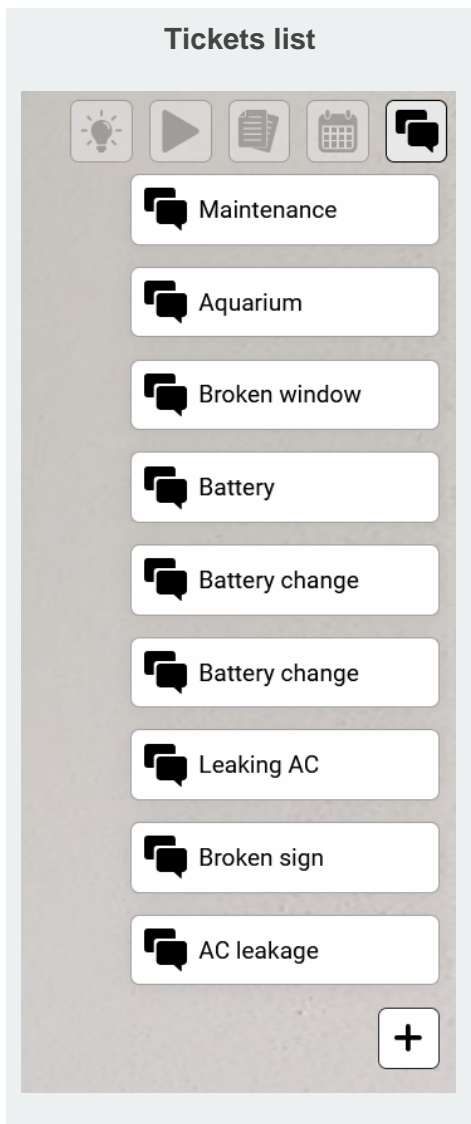 Tickets list
Maintenance
Aquarium
Broken window
Battery
Battery change
Battery change
Leaking AC
Broken sign
AC leakage